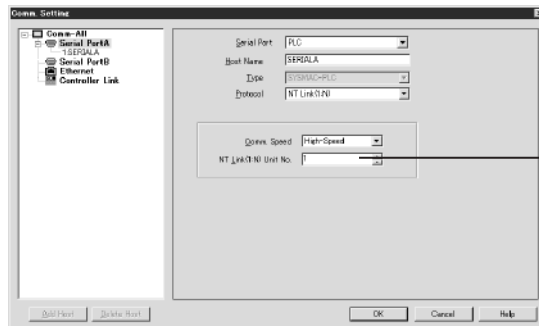 Comm. Setting
Comm-All
Serial PortA
1:SERIALA
Serial PortB
Ethernet
Controller Link
Serial Port PLC
Host Name SERIALA
Type SYSMAC-PLC
Protocol NT Link(1:N)
Comm. Speed High-Speed
NT Link(1:N) Unit No. 1
Add Host Delete Host OK Cancel Help